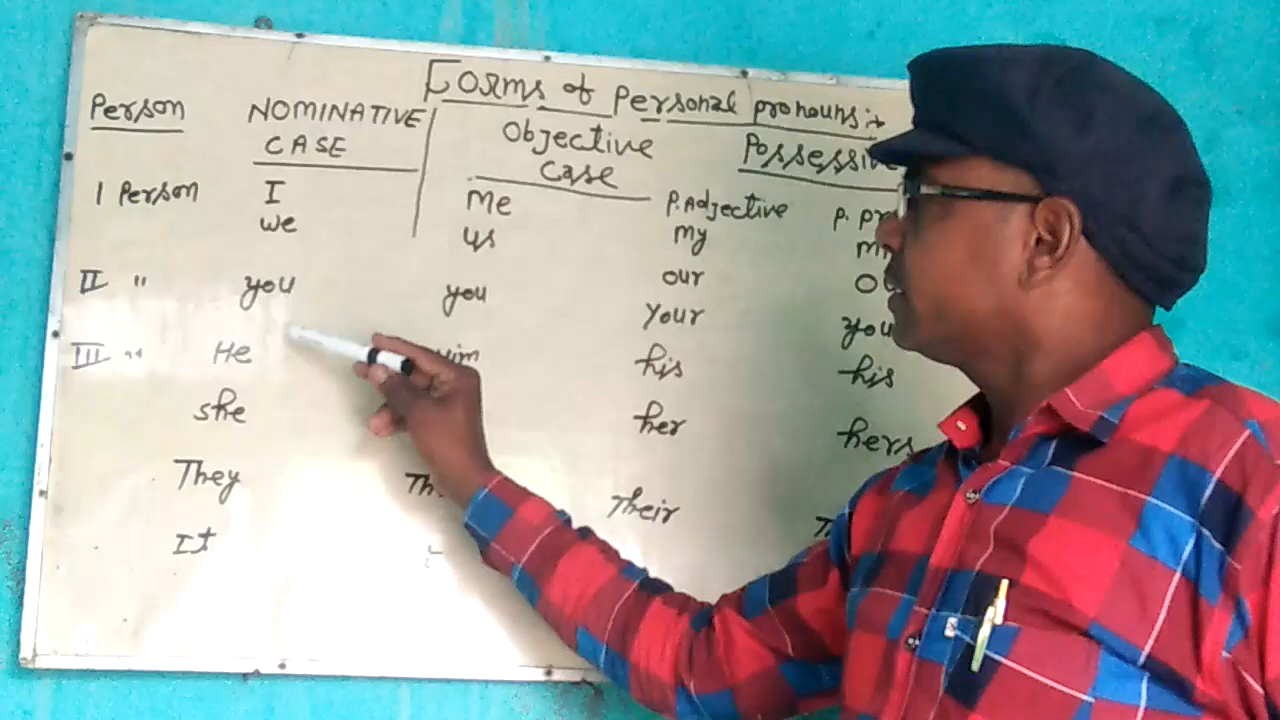 Forms of Personal pronouns :-
Person NOMINATIVE CASE Objective Case
P. Adjective
I Person I Me my
we us our
II " you you your
III " He his his
she her hers
They Their
It